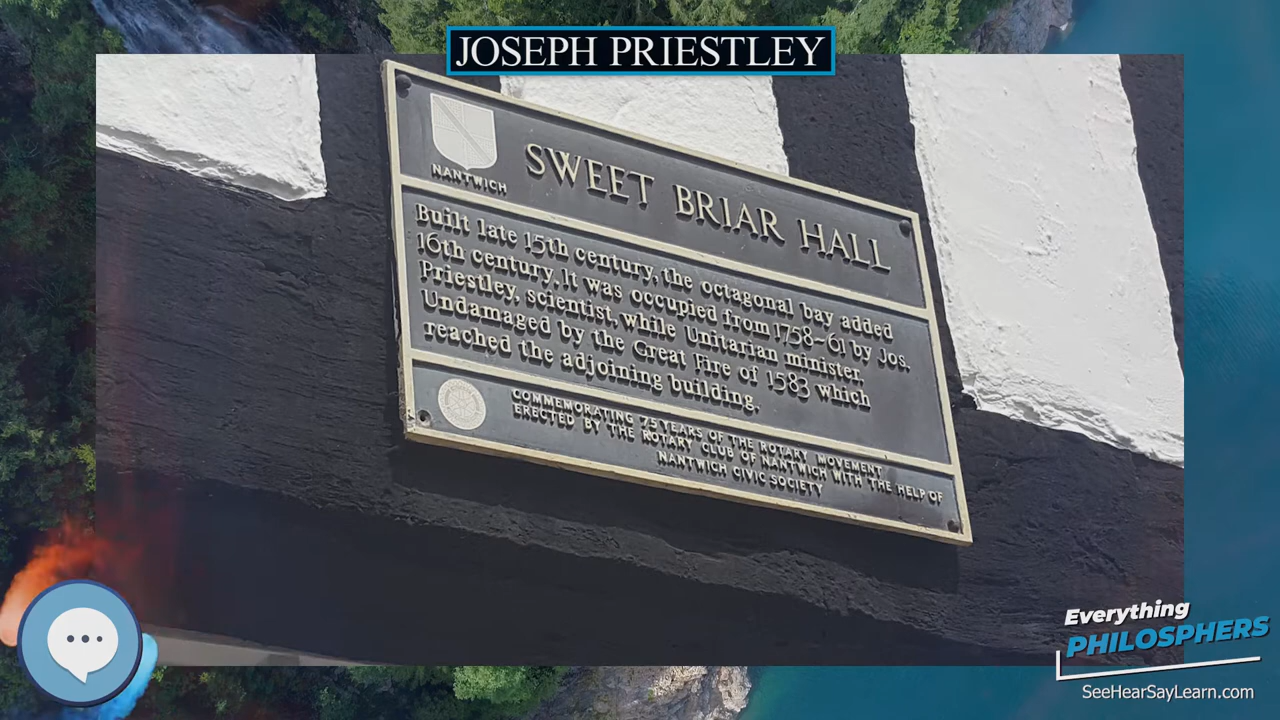 JOSEPH PRIESTLEY
NANTWICH
SWEET BRIAR HALL
Built late 15th century, the octagonal bay added
16th century. It was occupied from 1758~61 by Jos.
Priestley, scientist, while Unitarian minister.
Undamaged by the Great Fire of 1583 which
reached the adjoining building.
COMMEMORATING 75 YEARS OF THE ROTARY MOVEMENT
ERECTED BY THE ROTARY CLUB OF NANTWICH WITH THE HELP OF
NANTWICH CIVIC SOCIETY
Everything
PHILOSPHERS
SeeHearSayLearn.com